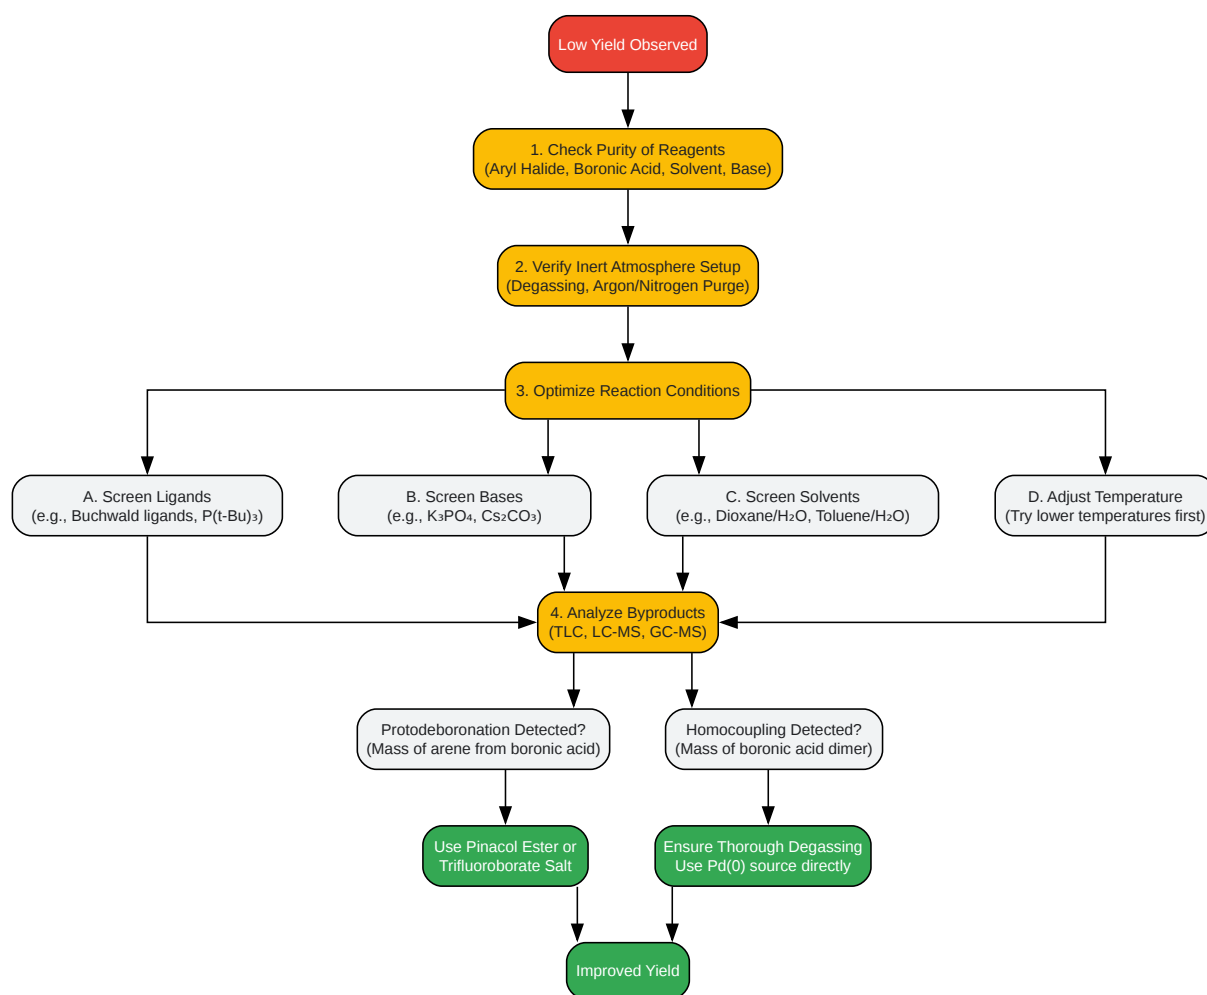 Low Yield Observed
1. Check Purity of Reagents
(Aryl Halide, Boronic Acid, Solvent, Base)
2. Verify Inert Atmosphere Setup
(Degassing, Argon/Nitrogen Purge)
3. Optimize Reaction Conditions
A. Screen Ligands
(e.g., Buchwald ligands, P(t-Bu)₃)
B. Screen Bases
(e.g., K₃PO₄, Cs₂CO₃)
C. Screen Solvents
(e.g., Dioxane/H₂O, Toluene/H₂O)
D. Adjust Temperature
(Try lower temperatures first)
4. Analyze Byproducts
(TLC, LC-MS, GC-MS)
Protodeboronation Detected?
(Mass of arene from boronic acid)
Homocoupling Detected?
(Mass of boronic acid dimer)
Use Pinacol Ester or
Trifluoroborate Salt
Ensure Thorough Degassing
Use Pd(0) source directly
Improved Yield